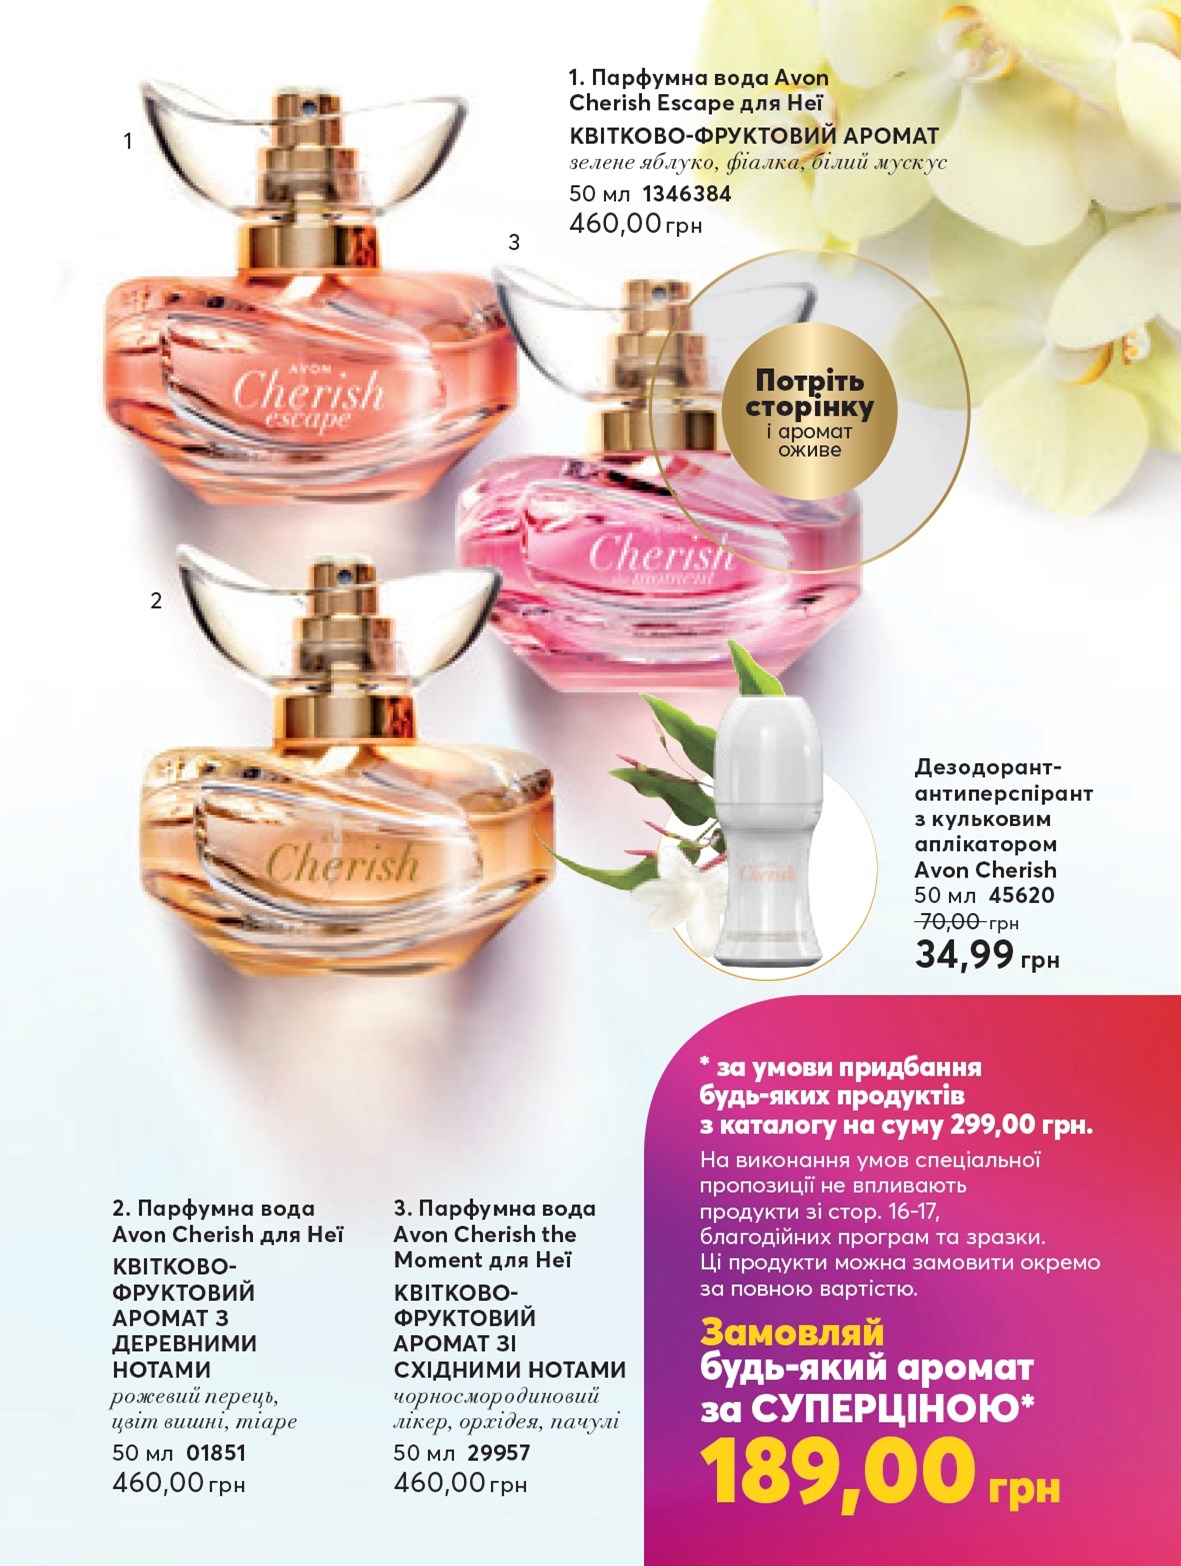 1
1. Парфумна вода Avon
Cherish Escape для Неї
КВІТКОВО-ФРУКТОВИЙ АРОМАТ
зелене яблуко, фіалка, білий мускус
50 мл 1346384
460,00 грн
3
AVON
Cherish
escape
Потріть
сторінку
і аромат
оживе
Cherish
the moment
2
Cherish
Cherish
Дезодорант-
антиперспірант
з кульковим
аплікатором
Avon Cherish
50 мл 45620
70,00 грн
34,99 грн
2. Парфумна вода
Avon Cherish для Неї
КВІТКОВО-
ФРУКТОВИЙ
АРОМАТ З
ДЕРЕВНИМИ
НОТАМИ
рожевий перець,
цвіт вишні, тіаре
50 мл 01851
460,00 грн
3. Парфумна вода
Avon Cherish the
Moment для Неї
КВІТКОВО-
ФРУКТОВИЙ
АРОМАТ ЗІ
СХІДНИМИ НОТАМИ
чорносмородиновий
лікер, орхідея, пачулі
50 мл 29957
460,00 грн
* за умови придбання
будь-яких продуктів
з каталогу на суму 299,00 грн.
На виконання умов спеціальної
пропозиції не впливають
продукти зі стор. 16-17,
благодійних програм та зразки.
Ці продукти можна замовити окремо
за повною вартістю.
Замовляй
будь-який аромат
за СУПЕРЦІНОЮ*
189,00 грн